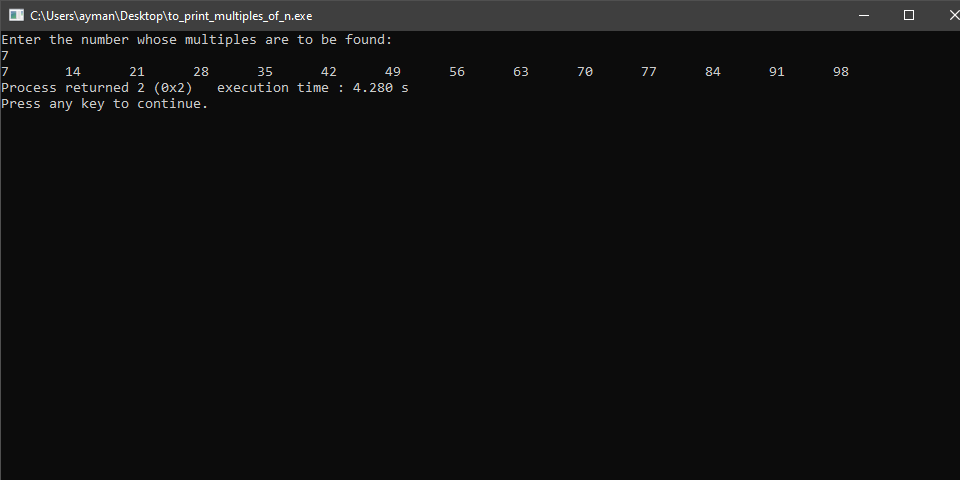 C:\Users\ayman\Desktop\to_print_multiples_of_n.exe
Enter the number whose multiples are to be found:
7
7 14 21 28 35 42 49 56 63 70 77 84 91 98
Process returned 2 (0x2)   execution time : 4.280 s
Press any key to continue.